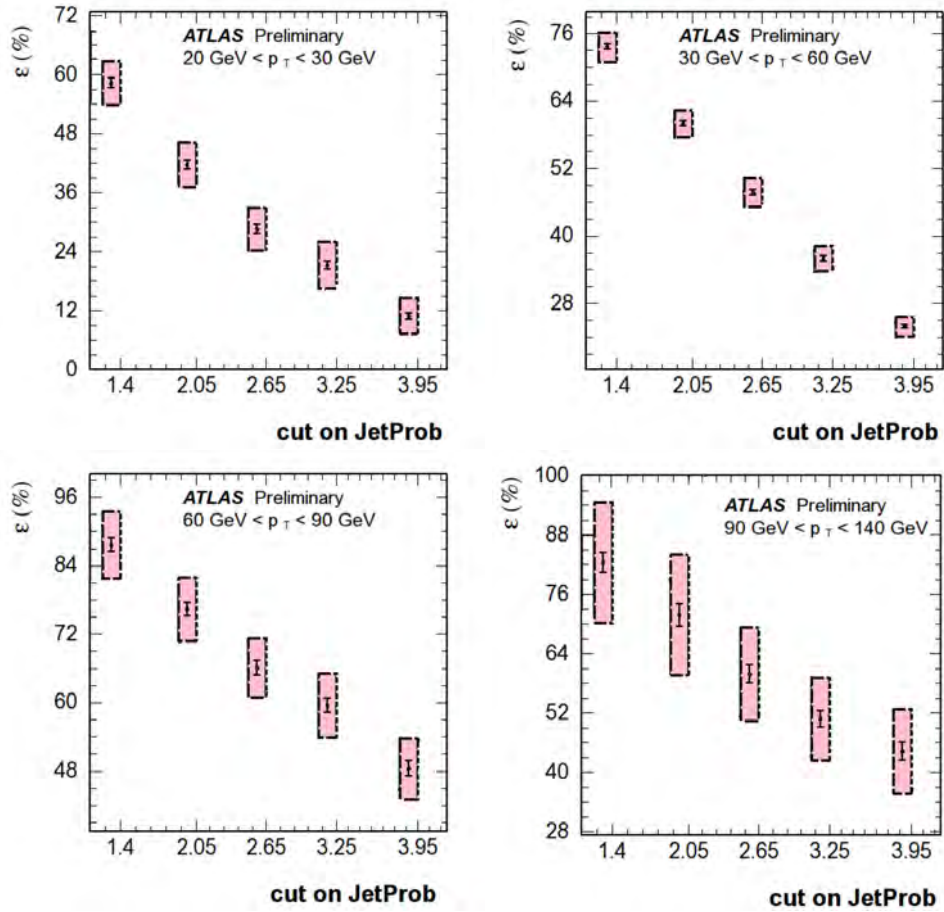 ε (%)
72
60
48
36
24
12
0
ATLAS Preliminary
20 GeV < p T < 30 GeV
1.4 2.05 2.65 3.25 3.95
cut on JetProb
ε (%)
76
64
52
40
28
ATLAS Preliminary
30 GeV < p T < 60 GeV
1.4 2.05 2.65 3.25 3.95
cut on JetProb
ε (%)
96
84
72
60
48
ATLAS Preliminary
60 GeV < p T < 90 GeV
1.4 2.05 2.65 3.25 3.95
cut on JetProb
ε (%)
100
88
76
64
52
40
28
ATLAS Preliminary
90 GeV < p T < 140 GeV
1.4 2.05 2.65 3.25 3.95
cut on JetProb